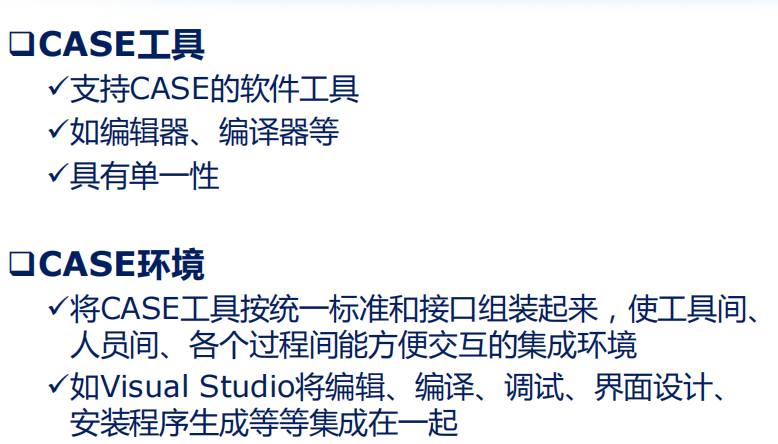 ❑CASE工具
✓支持CASE的软件工具
✓如编辑器、编译器等
✓具有单一性
❑CASE环境
✓将CASE工具按统一标准和接口组装起来，使工具间、
人员间、各个过程间能方便交互的集成环境
✓如Visual Studio将编辑、编译、调试、界面设计、
安装程序生成等等集成在一起